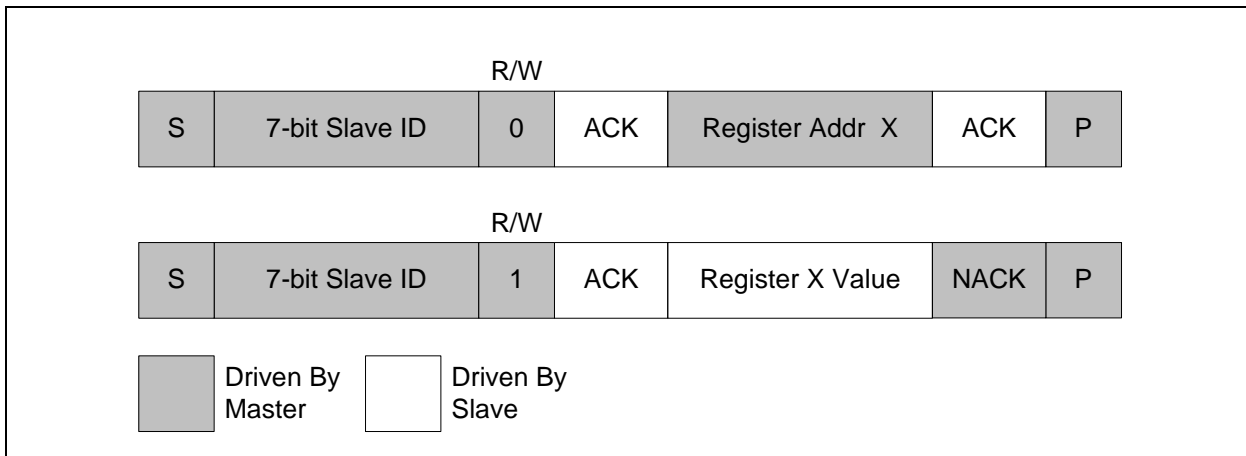 R/W
S 7-bit Slave ID 0 ACK Register Addr X ACK P
R/W
S 7-bit Slave ID 1 ACK Register X Value NACK P
Driven By Master
Driven By Slave